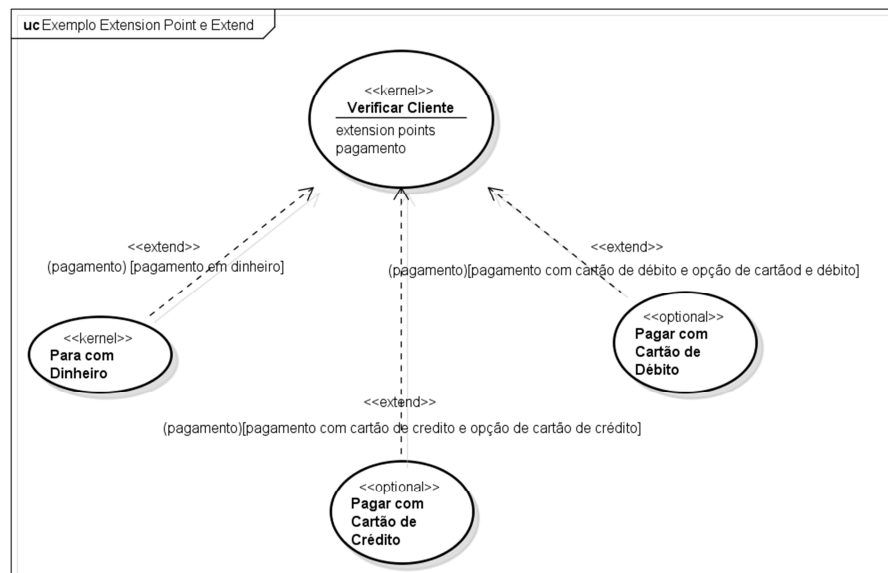 uc Exemplo Extension Point e Extend
<<kernel>>
Verificar Cliente
extension points
pagamento
<<extend>>
(pagamento) [pagamento em dinheiro]
<<extend>>
(pagamento)[pagamento com cartão de débito e opção de cartãod e débito]
<<kernel>>
Para com
Dinheiro
<<optional>>
Pagar com
Cartão de
Débito
<<extend>>
(pagamento)[pagamento com cartão de credito e opção de cartão de crédito]
<<optional>>
Pagar com
Cartão de
Crédito